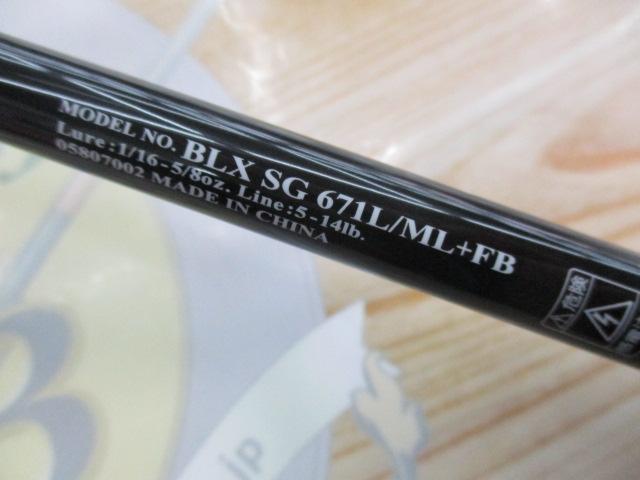 MODEL NO. BLX SG 671L/ML+FB
Lure:1/16-5/8oz. Line:5-14lb.
05807002 MADE IN CHINA
危険
jp